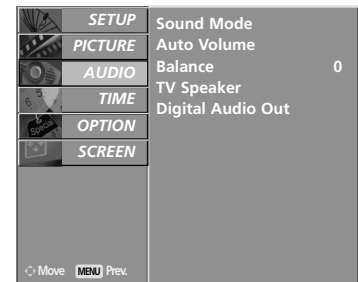 SETUP
PICTURE
AUDIO
TIME
OPTION
Special
SCREEN
Move MENU Prev.
Sound Mode
Auto Volume
Balance 0
TV Speaker
Digital Audio Out